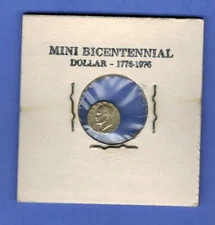 MINI BICENTENNIAL
DOLLAR - 1776-1976